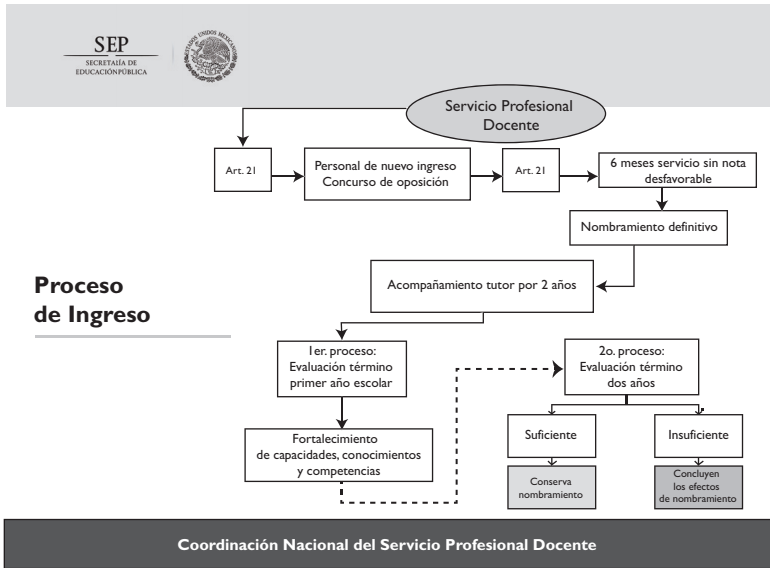 SEP
SECRETALÍA DE
EDUCACIÓN PÚBLICA
Servicio Profesional
Docente
Art. 21
Personal de nuevo ingreso
Concurso de oposición
Art. 21
6 meses servicio sin nota
desfavorable
Nombramiento definitivo
Proceso
de Ingreso
Acompañamiento tutor por 2 años
1er. proceso:
Evaluación término
primer año escolar
2o. proceso:
Evaluación término
dos años
Fortalecimiento
de capacidades, conocimientos
y competencias
Suficiente
Insuficiente
Conserva
nombramiento
Concluyen
los efectos
de nombramiento
Coordinación Nacional del Servicio Profesional Docente